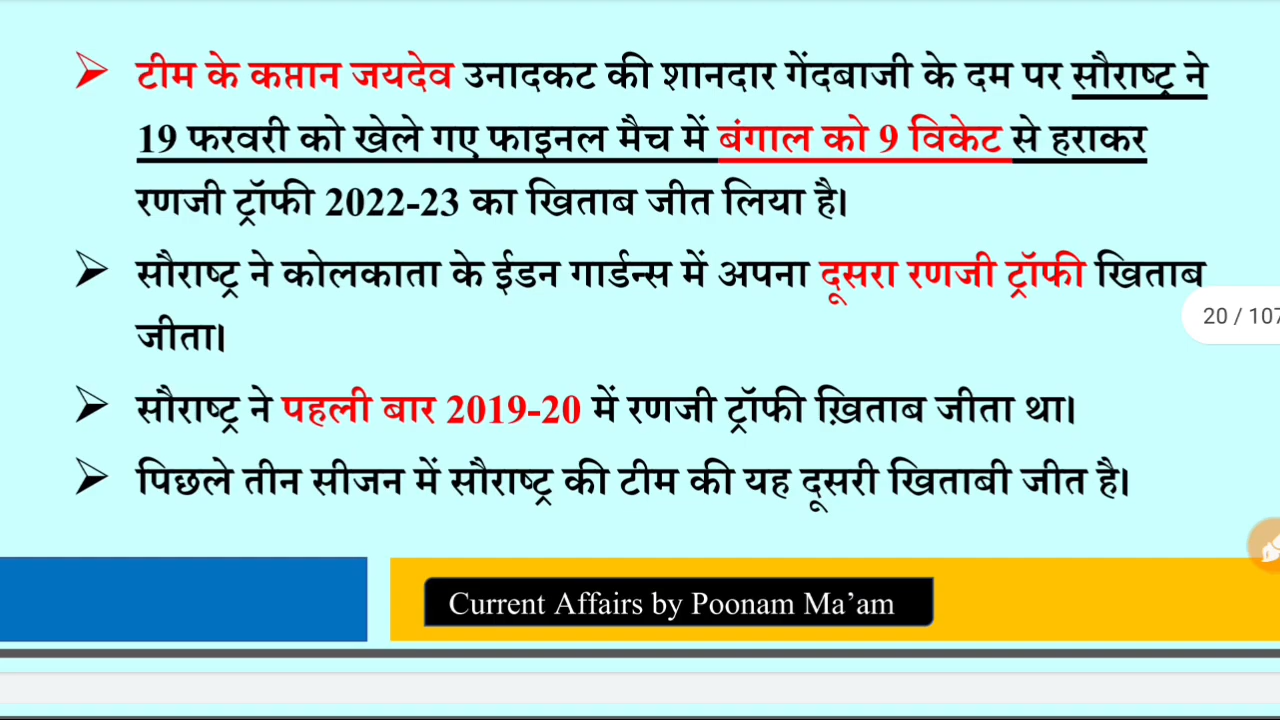 ➢ टीम के कप्तान जयदेव उनादकट की शानदार गेंदबाजी के दम पर सौराष्ट्र ने
19 फरवरी को खेले गए फाइनल मैच में बंगाल को 9 विकेट से हराकर
रणजी ट्रॉफी 2022-23 का खिताब जीत लिया है।
➢ सौराष्ट्र ने कोलकाता के ईडन गार्डन्स में अपना दूसरा रणजी ट्रॉफी खिताब
जीता।
20 / 107
➢ सौराष्ट्र ने पहली बार 2019-20 में रणजी ट्रॉफी ख़िताब जीता था।
➢ पिछले तीन सीजन में सौराष्ट्र की टीम की यह दूसरी खिताबी जीत है।
Current Affairs by Poonam Ma’am